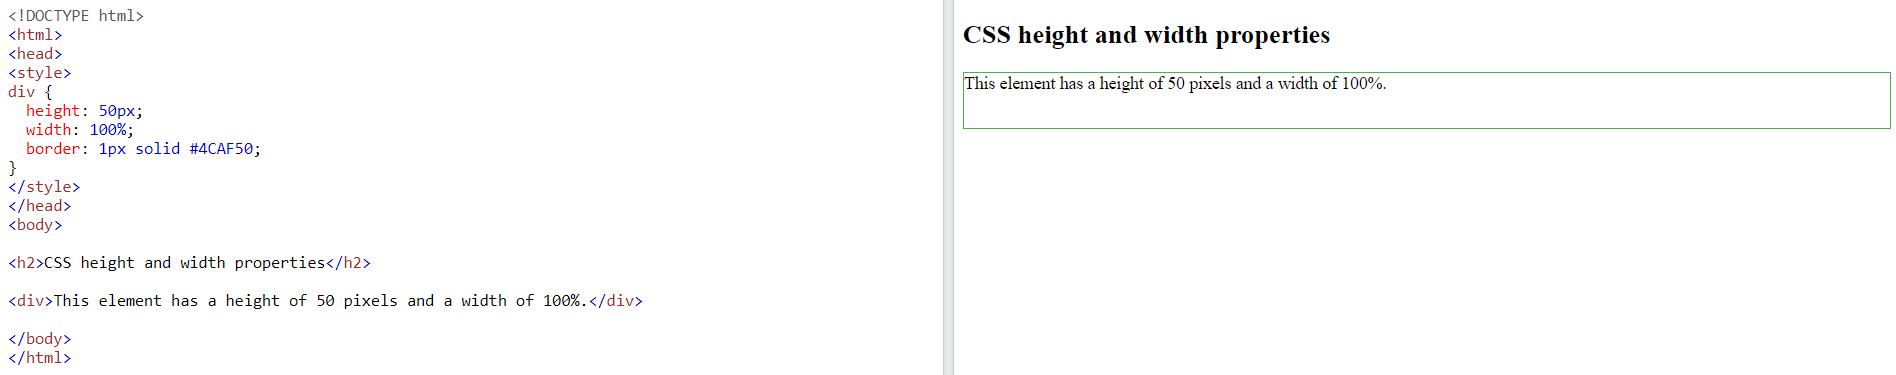 <!DOCTYPE html>
<html>
<head>
<style>
div {
  height: 50px;
  width: 100%;
  border: 1px solid #4CAF50;
}
</style>
</head>
<body>

<h2>CSS height and width properties</h2>

<div>This element has a height of 50 pixels and a width of 100%.</div>

</body>
</html>
CSS height and width properties
This element has a height of 50 pixels and a width of 100%.